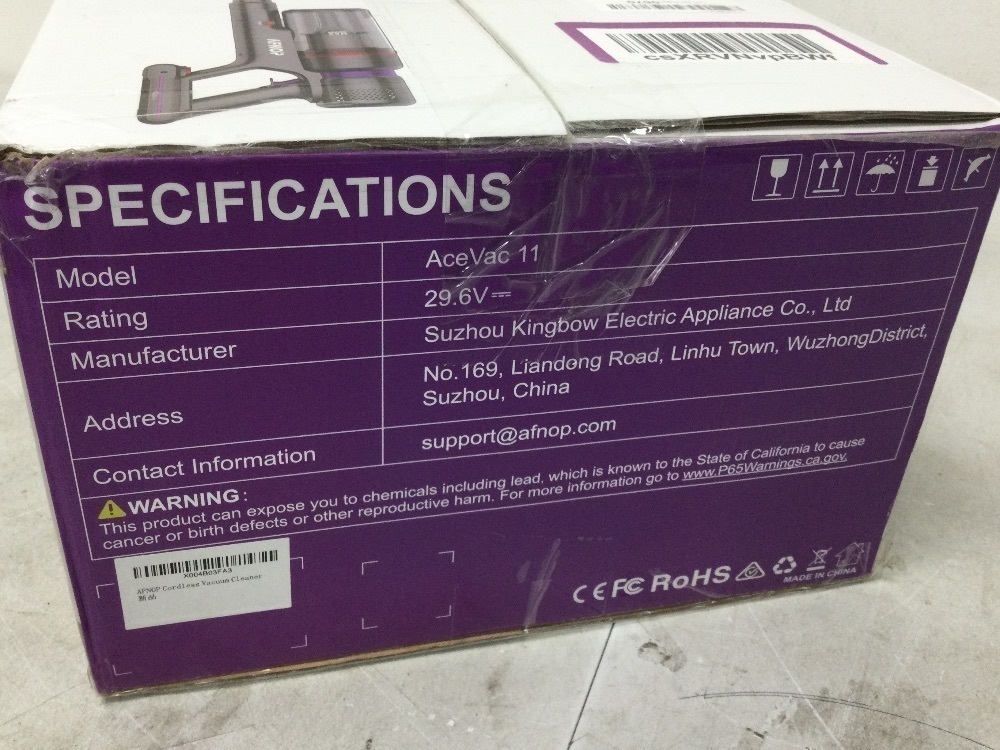 csXRVNvpBWf
SPECIFICATIONS
Model AceVac 11
Rating 29.6V⎓
Manufacturer Suzhou Kingbow Electric Appliance Co., Ltd
Address No.169, Liandong Road, Linhu Town, WuzhongDistrict,
Suzhou, China
Contact Information support@afnop.com
WARNING:
This product can expose you to chemicals including lead, which is known to the State of California to cause
cancer or birth defects or other reproductive harm. For more information go to www.P65Warnings.ca.gov.
X004B03FA3
AFNOP Cordless Vacuum Cleaner
新品
CE FC RoHS
MADE IN CHINA